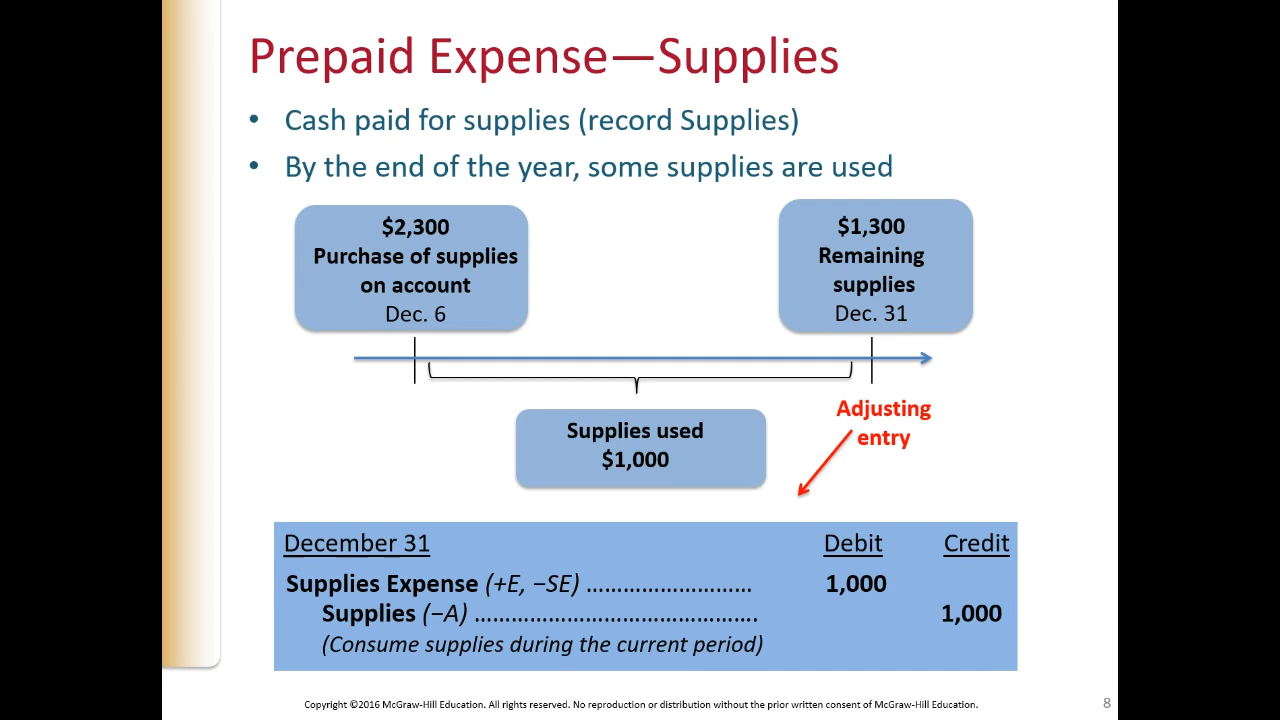 Prepaid Expense—Supplies
• Cash paid for supplies (record Supplies)
• By the end of the year, some supplies are used
$2,300
Purchase of supplies
on account
Dec. 6
$1,300
Remaining
supplies
Dec. 31
Supplies used
$1,000
Adjusting
entry
December 31 Debit Credit
Supplies Expense (+E, −SE) ………………………… 1,000
Supplies (−A) ………………………………………. 1,000
(Consume supplies during the current period)
Copyright ©2016 McGraw-Hill Education. All rights reserved. No reproduction or distribution without the prior written consent of McGraw-Hill Education.
8